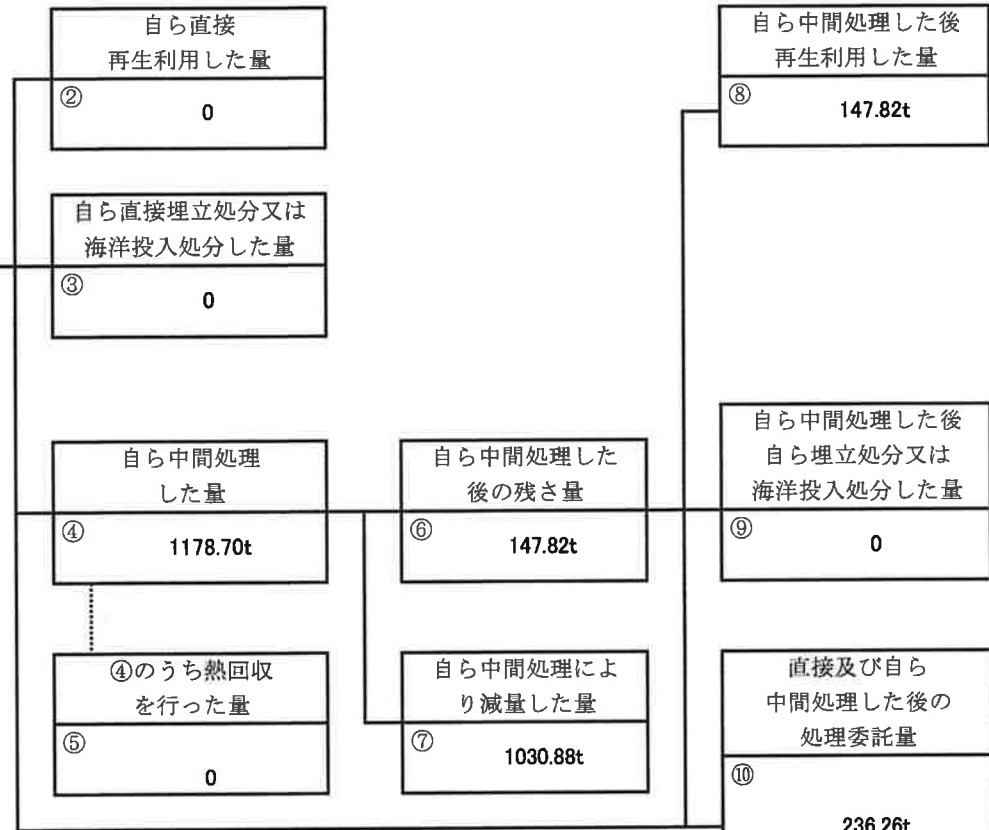 自ら直接
再生利用した量
②
0
自ら中間処理した後
再生利用した量
⑧
147.82t
自ら直接埋立処分又は
海洋投入処分した量
③
0
自ら中間処理
した量
④
1178.70t
自ら中間処理した
後の残さ量
⑥
147.82t
自ら中間処理した後
自ら埋立処分又は
海洋投入処分した量
⑨
0
④のうち熱回収
を行った量
⑤
0
自ら中間処理によ
り減量した量
⑦
1030.88t
直接及び自ら
中間処理した後の
処理委託量
⑩
236.26t